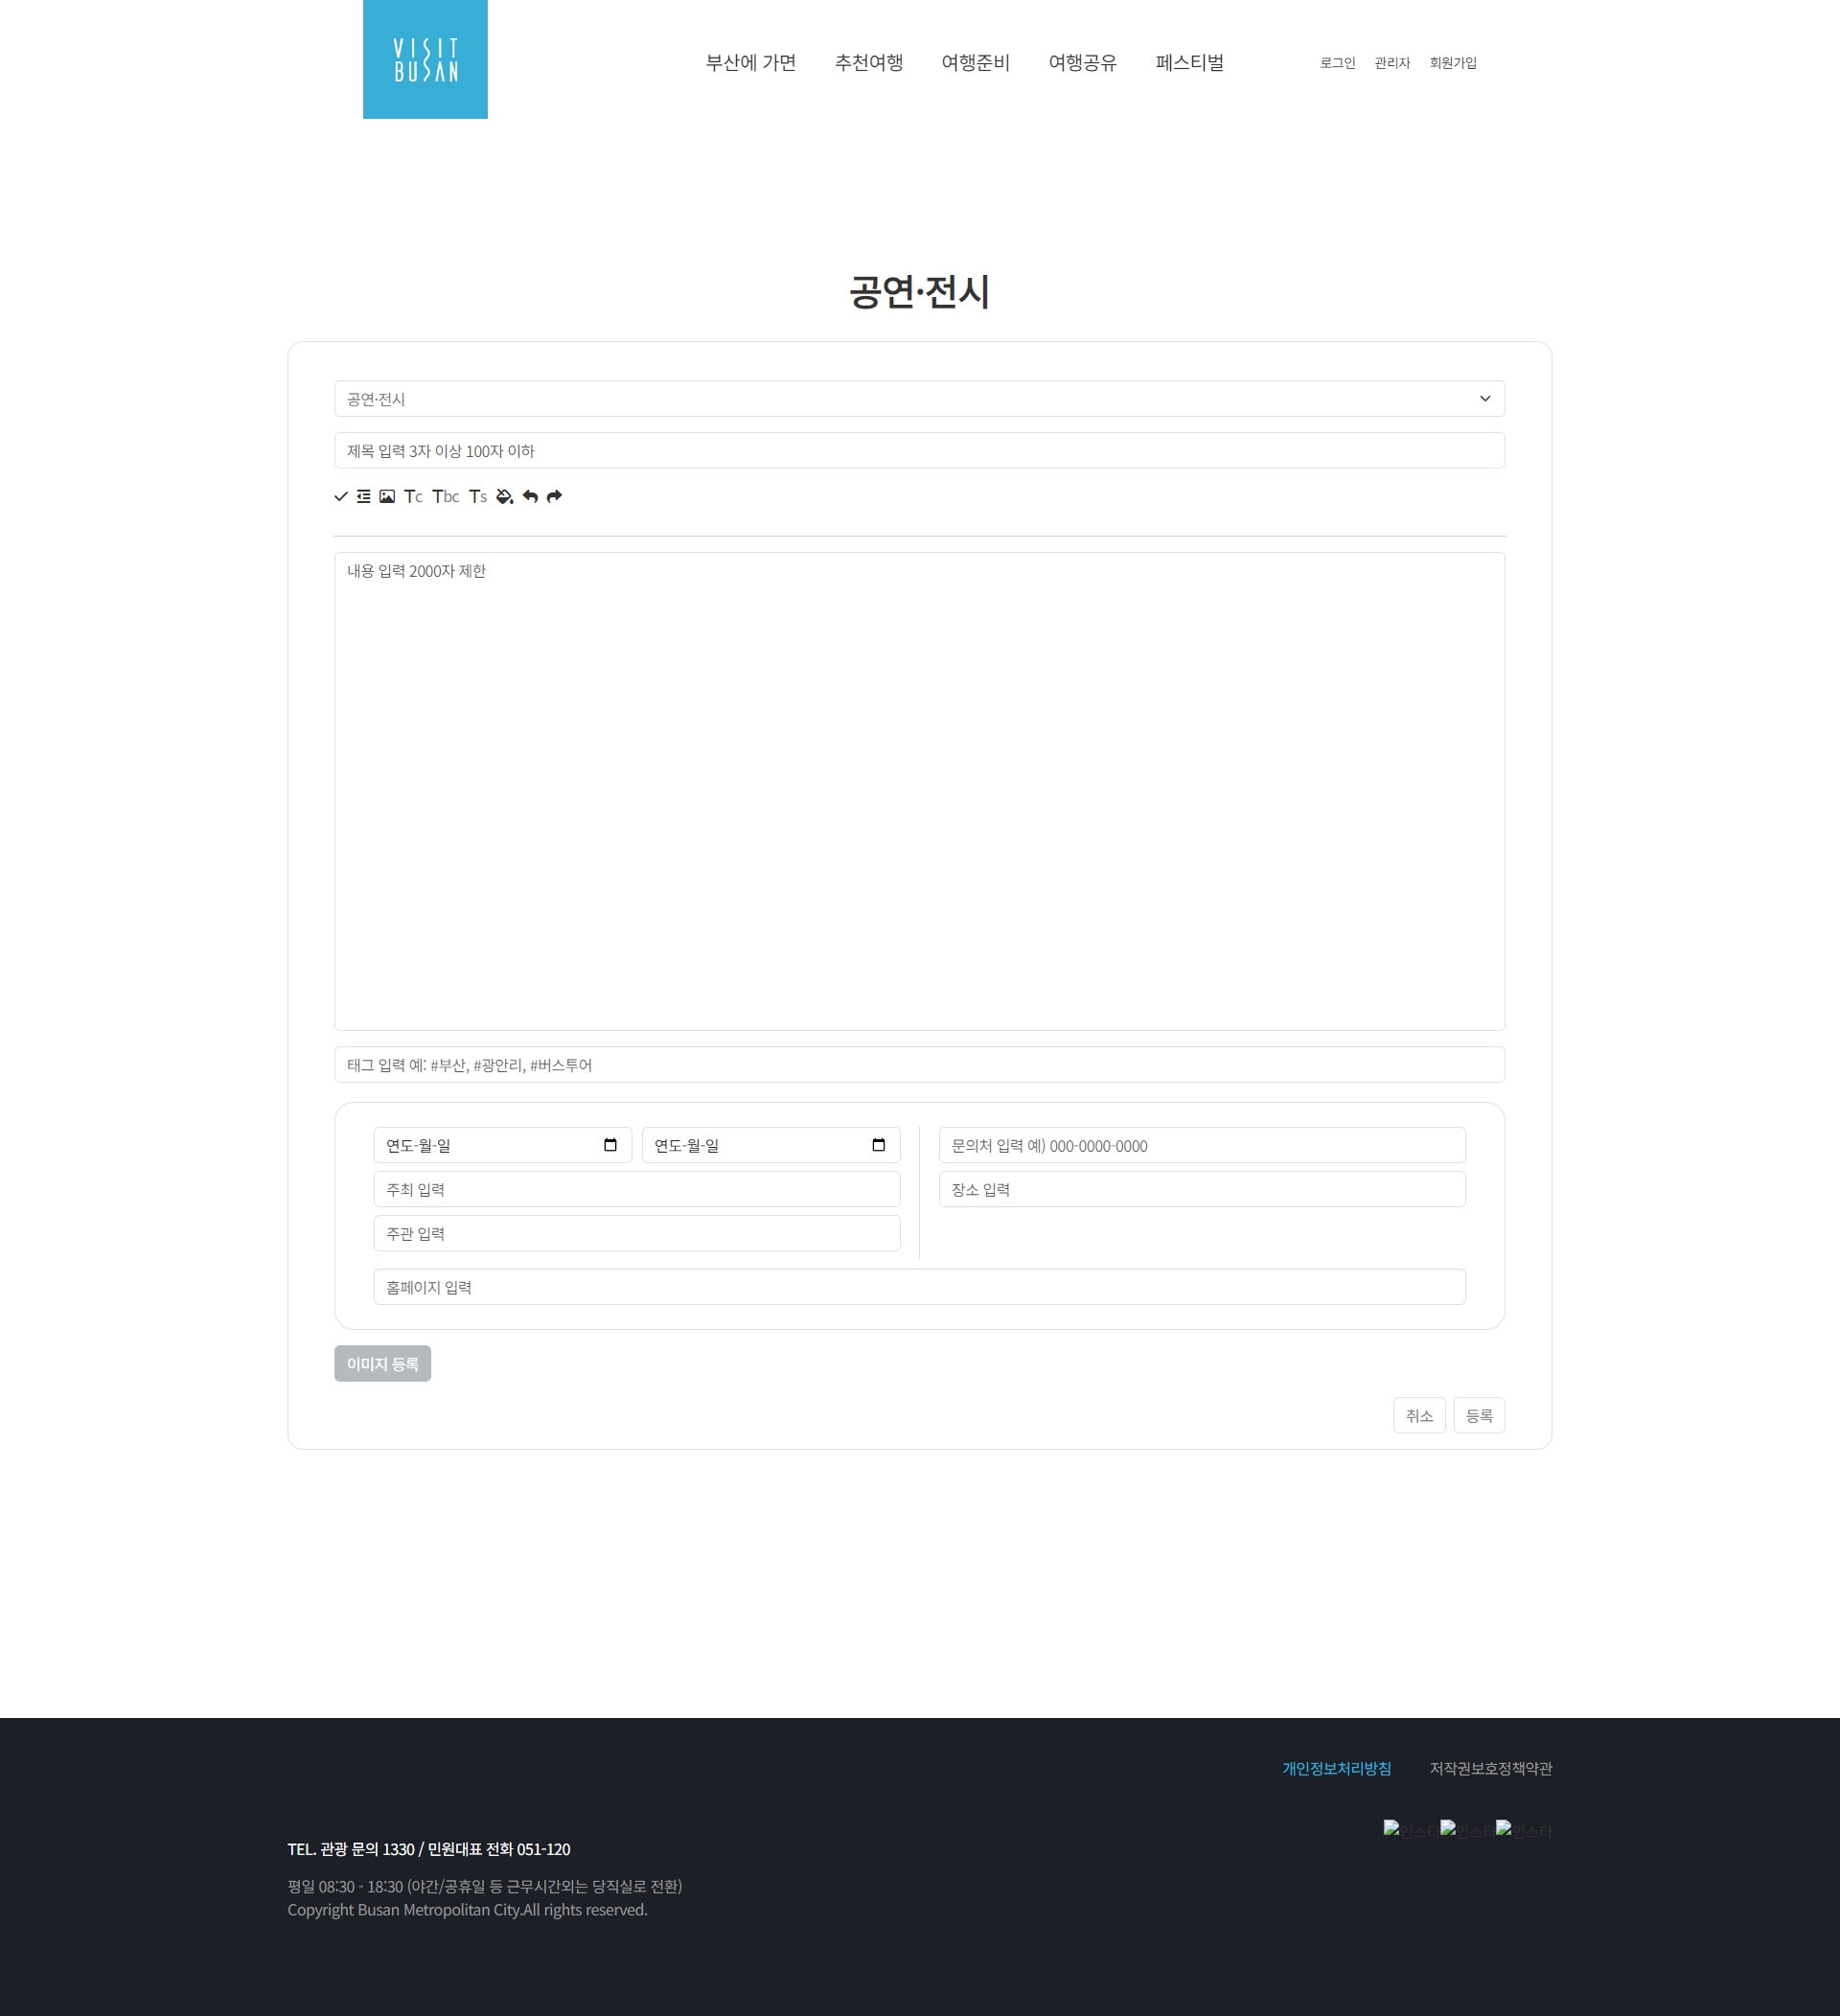 VISIT
BUSAN
부산에 가면 추천여행 여행준비 여행공유 페스티벌 로그인 관리자 회원가입
공연·전시
공연·전시
제목 입력 3자 이상 100자 이하
Tc Tbc Ts
내용 입력 2000자 제한
태그 입력 예: #부산, #광안리, #버스투어
연도-월-일 연도-월-일 문의처 입력 예) 000-0000-0000
주최 입력 장소 입력
주관 입력
홈페이지 입력
이미지 등록
취소 등록
개인정보처리방침 저작권보호정책약관
인스타 인스타 인스타
TEL. 관광 문의 1330 / 민원대표 전화 051-120
평일 08:30 - 18:30 (야간/공휴일 등 근무시간외는 당직실로 전환)
Copyright Busan Metropolitan City.All rights reserved.